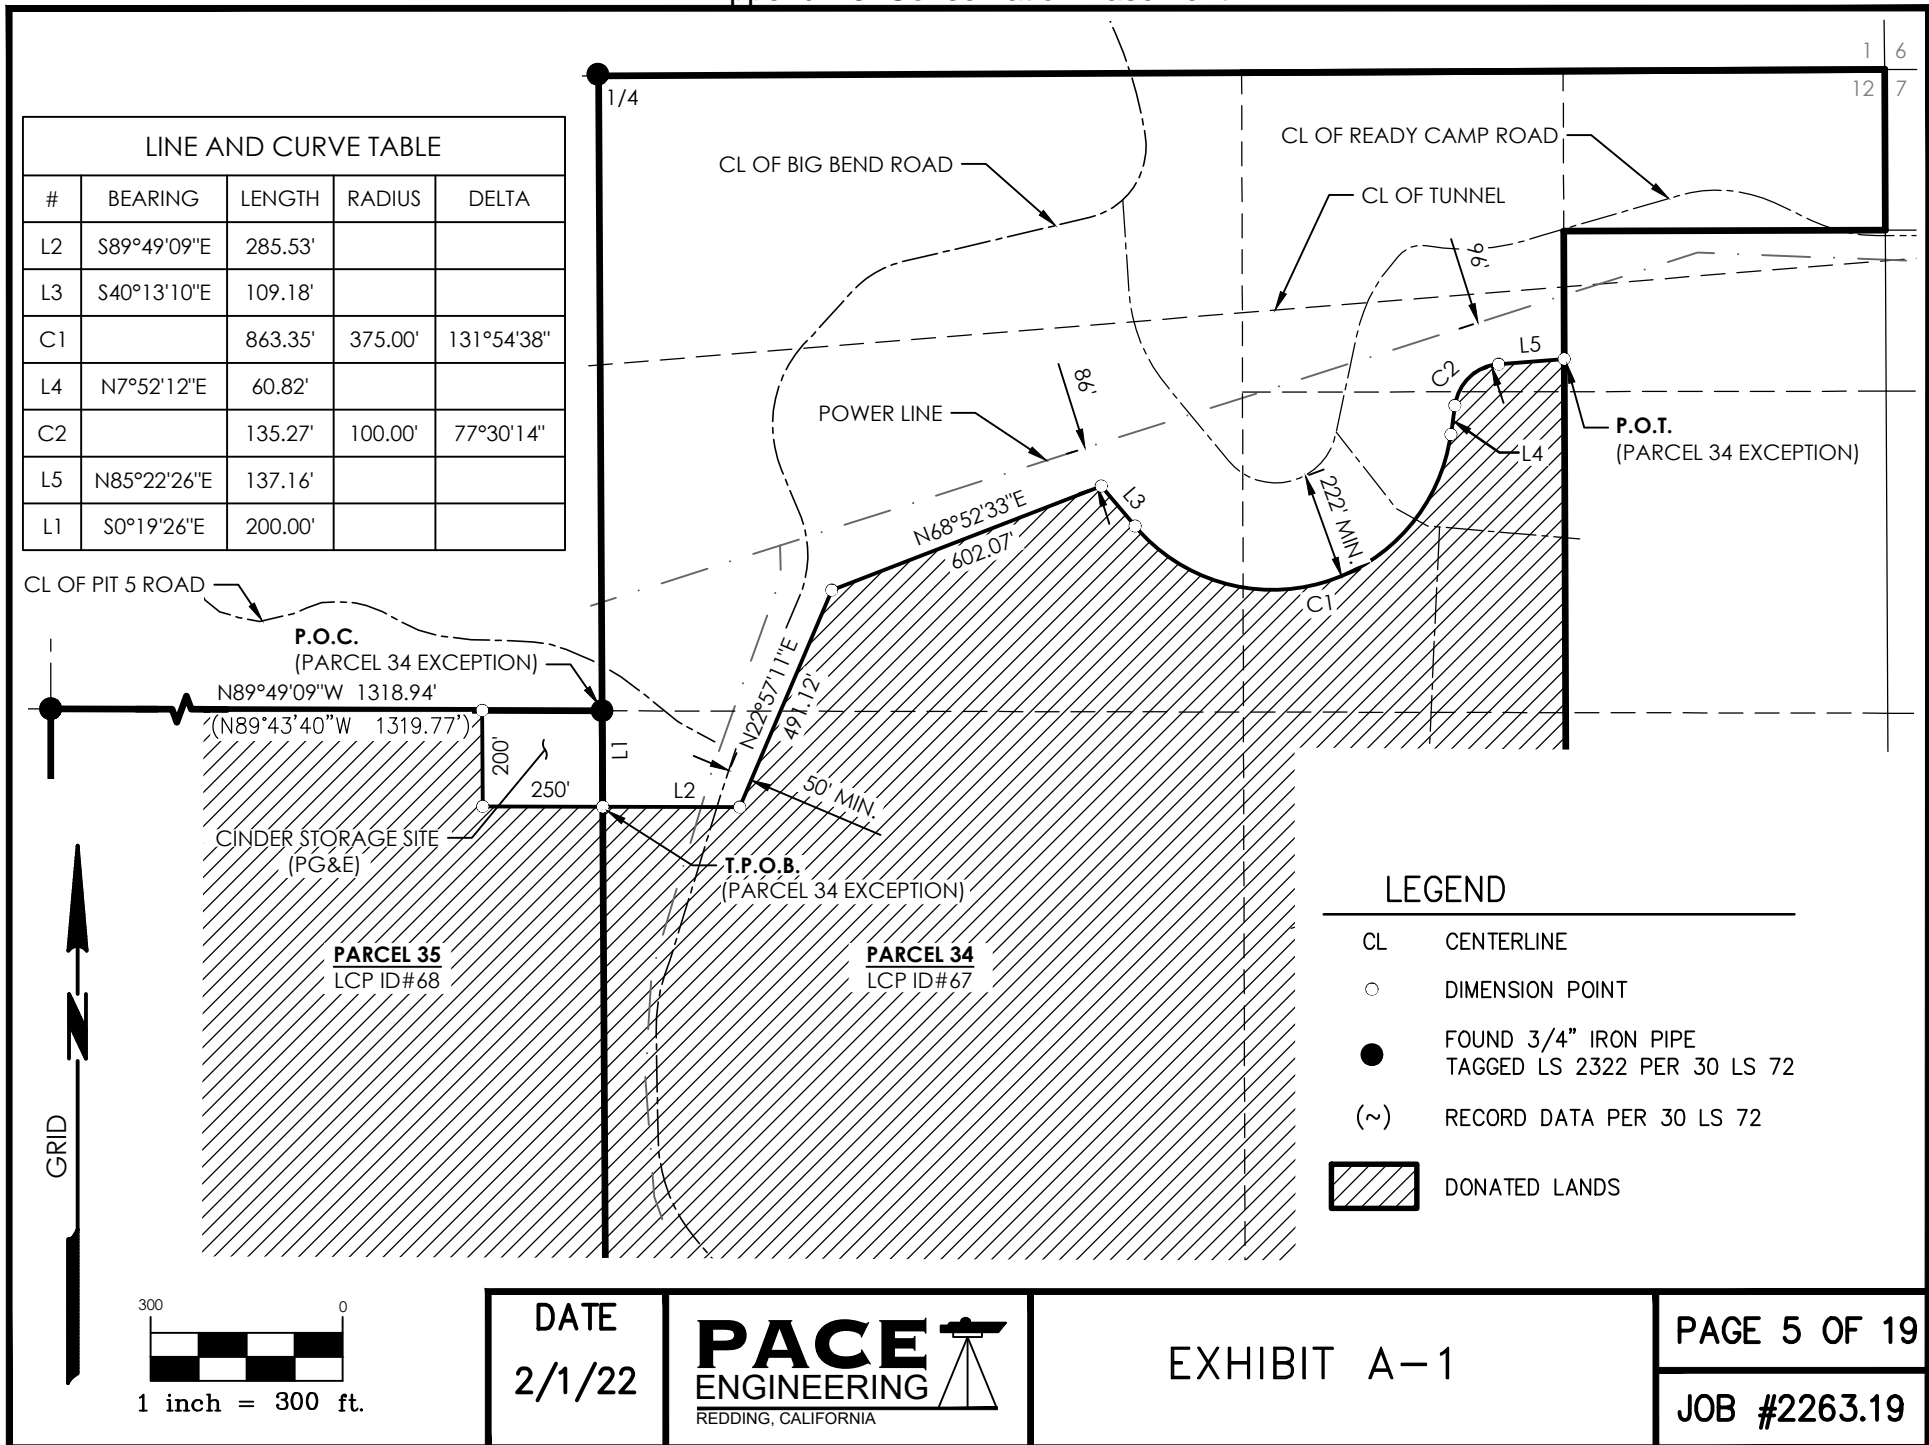 1/4
1 6
12 7
LINE AND CURVE TABLE
# BEARING LENGTH RADIUS DELTA
L2 S89°49'09"E 285.53'
L3 S40°13'10"E 109.18'
C1 863.35' 375.00' 131°54'38"
L4 N7°52'12"E 60.82'
C2 135.27' 100.00' 77°30'14"
L5 N85°22'26"E 137.16'
L1 S0°19'26"E 200.00'
CL OF BIG BEND ROAD
CL OF READY CAMP ROAD
CL OF TUNNEL
96'
86'
POWER LINE
L5
C2
L4
P.O.T.
(PARCEL 34 EXCEPTION)
L3
222' MIN.
N68°52'33"E
602.07'
C1
CL OF PIT 5 ROAD
P.O.C.
(PARCEL 34 EXCEPTION)
N89°49'09"W 1318.94'
(N89°43'40"W 1319.77')
N22°57'11"E
491.12'
200'
250'
L1
L2
50' MIN.
CINDER STORAGE SITE
(PG&E)
T.P.O.B.
(PARCEL 34 EXCEPTION)
PARCEL 35
LCP ID#68
PARCEL 34
LCP ID#67
LEGEND
CL CENTERLINE
DIMENSION POINT
FOUND 3/4" IRON PIPE
TAGGED LS 2322 PER 30 LS 72
(~) RECORD DATA PER 30 LS 72
DONATED LANDS
N
GRID
300 0
1 inch = 300 ft.
DATE
2/1/22
PACE
ENGINEERING
REDDING, CALIFORNIA
EXHIBIT A-1
PAGE 5 OF 19
JOB #2263.19